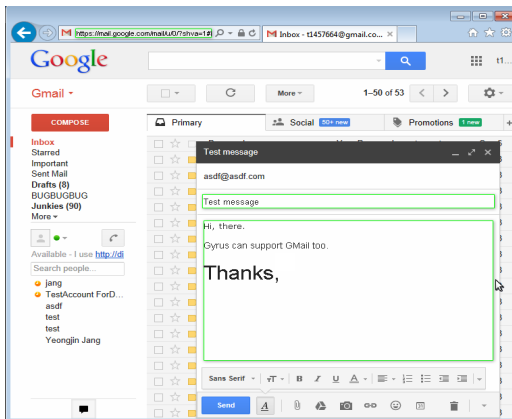 https://mail.google.com/mail/u/0/?shva=1#i
Inbox - t1457664@gmail.co...
Google
t1...
Gmail
More
1–50 of 53
COMPOSE
Primary
Social
50+ new
Promotions
1 new
Inbox
Starred
Important
Sent Mail
Drafts (8)
BUGBUGBUG
Junkies (90)
More
Available - I use http://di
Search people...
jang
TestAccount ForD...
asdf
test
test
Yeongjin Jang
Test message
asdf@asdf.com
Test message
Hi, there.
Gyrus can support GMail too.
Thanks,
Sans Serif
Send